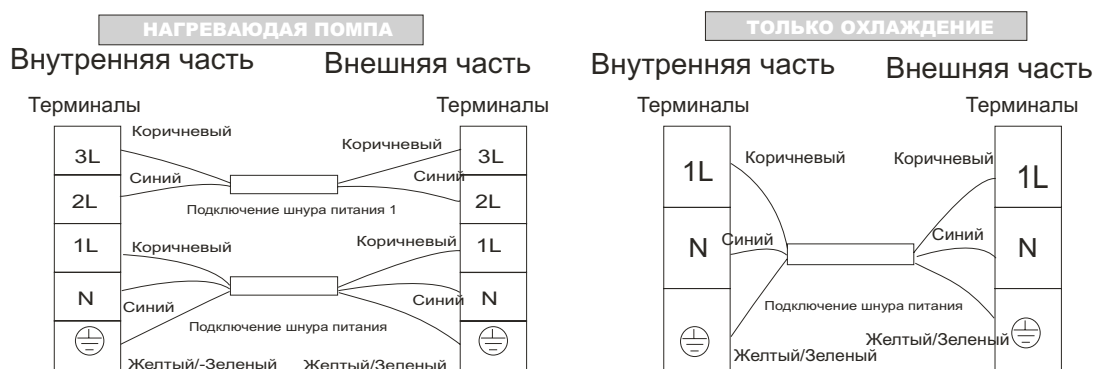 НАГРЕВАЮДАЯ ПОМПА
Внутренняя часть
Внешняя часть
Терминалы
Терминалы
Коричневый
Коричневый
3L
3L
Синий
Синий
2L
2L
Подключение шнура питания 1
Коричневый
Коричневый
1L
1L
N
N
Синий
Синий
Подключение шнура питания
Желтый/-Зеленый
Желтый/Зеленый
ТОЛЬКО ОХЛАЖДЕНИЕ
Внутренняя часть
Внешняя часть
Терминалы
Терминалы
Коричневый
Коричневый
1L
1L
Синий
Синий
N
N
Подключение шнура питания
Желтый/Зеленый
Желтый/Зеленый